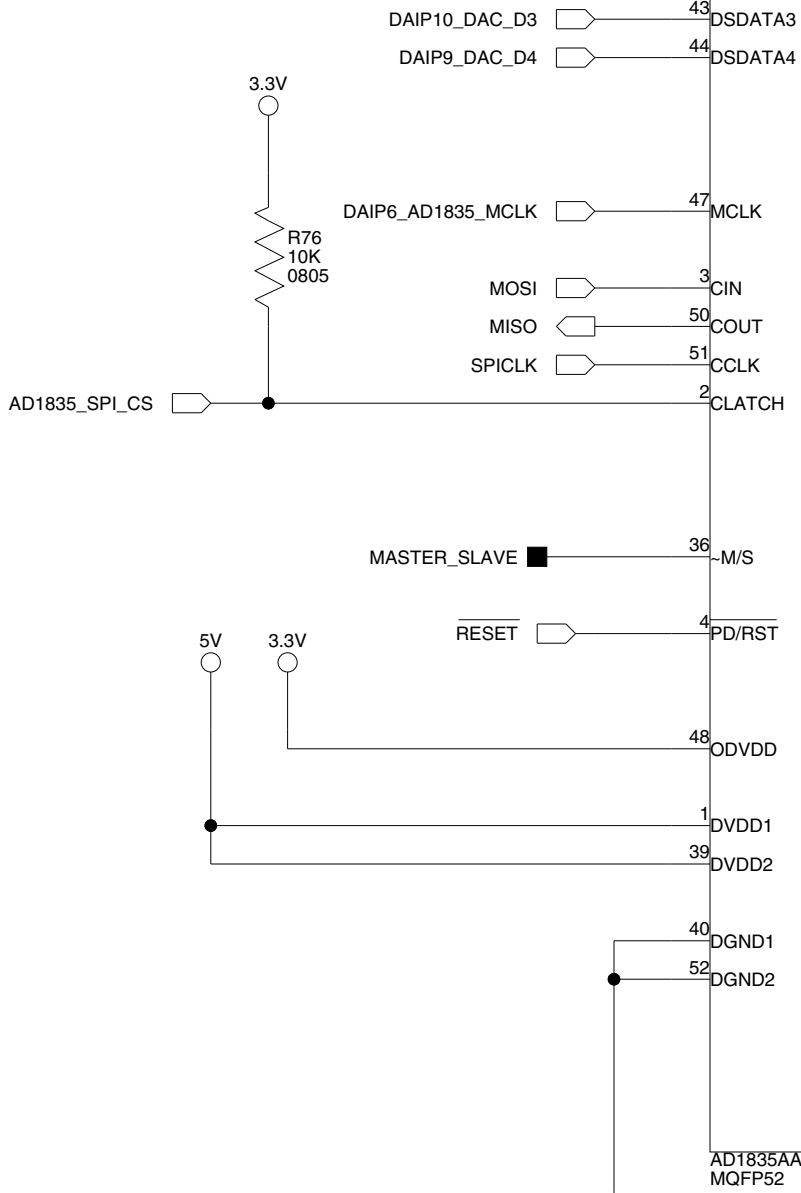 DAIP10_DAC_D3 43 DSDATA3
DAIP9_DAC_D4 44 DSDATA4
3.3V
DAIP6_AD1835_MCLK 47 MCLK
R76
10K
0805
MOSI 3 CIN
MISO 50 COUT
SPICLK 51 CCLK
AD1835_SPI_CS 2 CLATCH
MASTER_SLAVE 36 ~M/S
RESET 4 PD/RST
5V 3.3V
48 ODVDD
1 DVDD1
39 DVDD2
40 DGND1
52 DGND2
AD1835AA
MQFP52